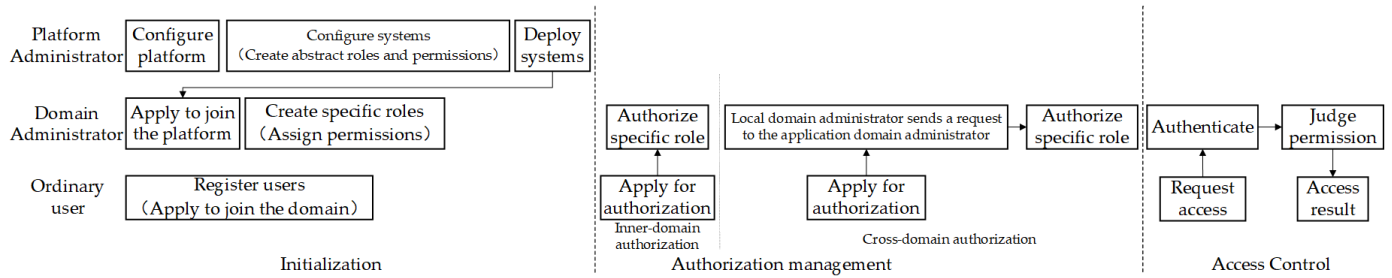 Platform
Administrator
Configure
platform
Configure systems
（Create abstract roles and permissions）
Deploy
systems
Domain
Administrator
Apply to join
the platform
Create specific roles
（Assign permissions）
Authorize
specific role
Local domain administrator sends a request
to the application domain administrator
Authorize
specific role
Authenticate
Judge
permission
Ordinary
user
Register users
（Apply to join the domain）
Apply for
authorization
Apply for
authorization
Request
access
Access
result
Inner-domain
authorization
Cross-domain authorization
Initialization
Authorization management
Access Control